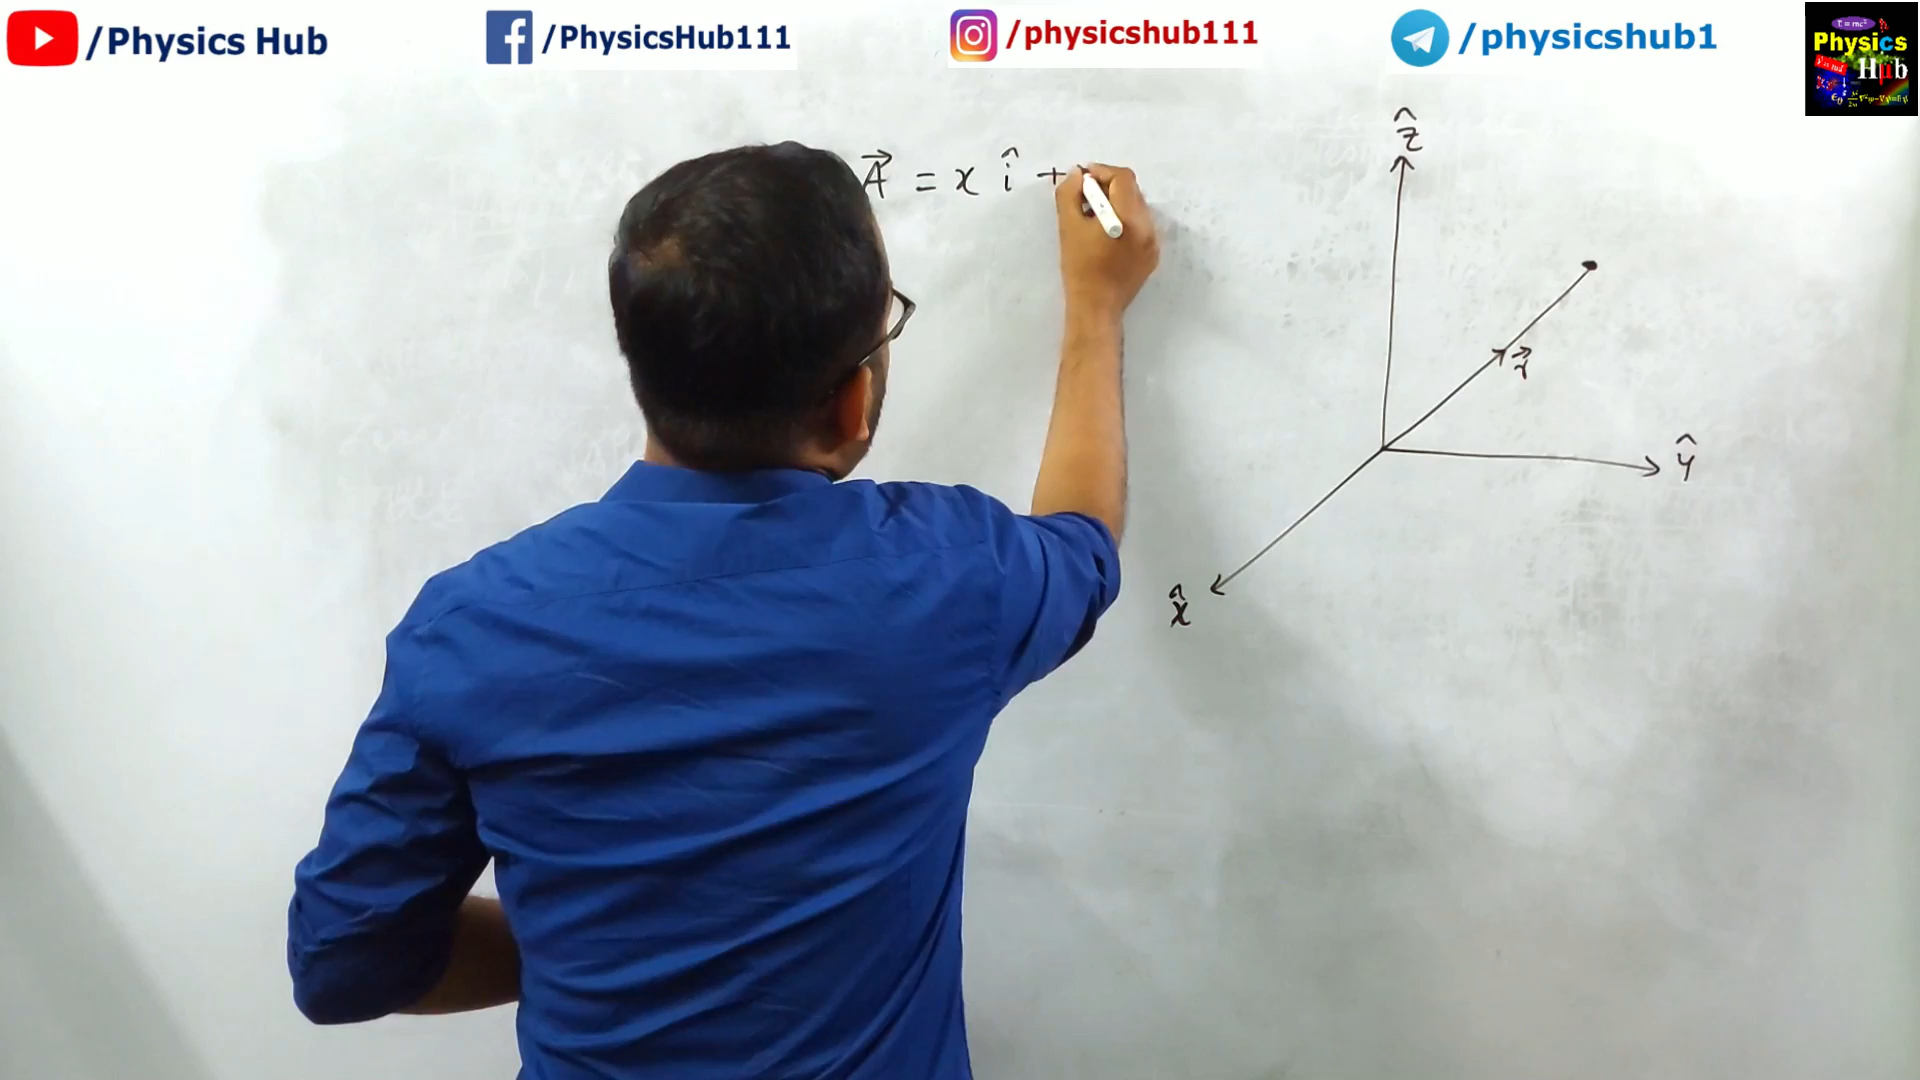 /Physics Hub
/PhysicsHub111
/physicshub111
/physicshub1
Physics
Hub
A⃗ = x î +
ẑ
r⃗
ŷ
x̂